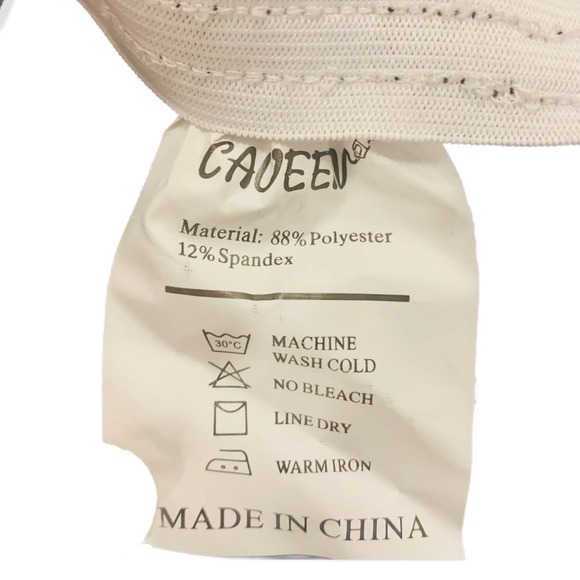 CAOEEN
Material: 88% Polyester
12% Spandex
30°C MACHINE
WASH COLD
NO BLEACH
LINE DRY
WARM IRON
MADE IN CHINA